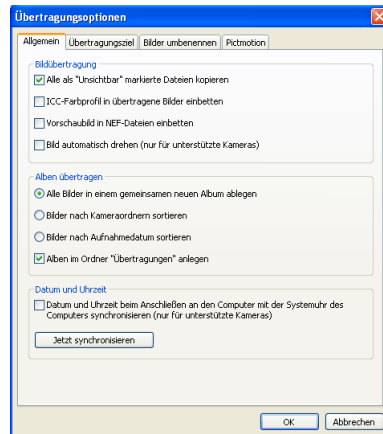 Übertragungsoptionen
Allgemein Übertragungsziel Bilder umbenennen Pictmotion
Bildübertragung
Alle als "Unsichtbar" markierte Dateien kopieren
ICC-Farbprofil in übertragene Bilder einbetten
Vorschaubild in NEF-Dateien einbetten
Bild automatisch drehen (nur für unterstützte Kameras)
Alben übertragen
Alle Bilder in einem gemeinsamen neuen Album ablegen
Bilder nach Kameraordnern sortieren
Bilder nach Aufnahmedatum sortieren
Alben im Ordner "Übertragungen" anlegen
Datum und Uhrzeit
Datum und Uhrzeit beim Anschließen an den Computer mit der Systemuhr des
Computers synchronisieren (nur für unterstützte Kameras)
Jetzt synchronisieren
OK Abbrechen